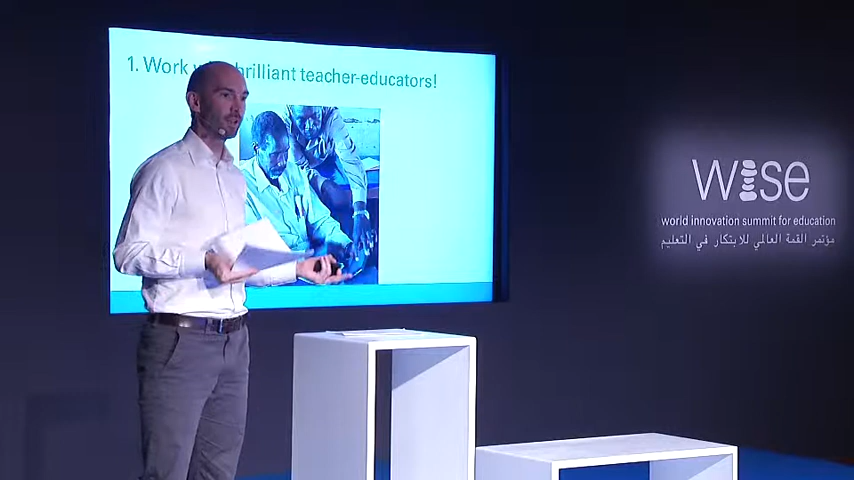 1. Work brilliant teacher-educators!
wise
world innovation summit for education
مؤتمر القمة العالمي للابتكار في التعليم